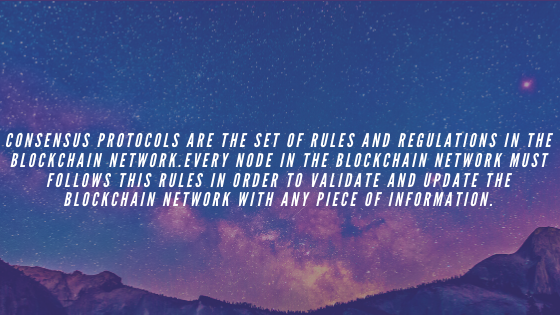 CONSENSUS PROTOCOLS ARE THE SET OF RULES AND REGULATIONS IN THE
BLOCKCHAIN NETWORK.EVERY NODE IN THE BLOCKCHAIN NETWORK MUST
FOLLOWS THIS RULES IN ORDER TO VALIDATE AND UPDATE THE
BLOCKCHAIN NETWORK WITH ANY PIECE OF INFORMATION.